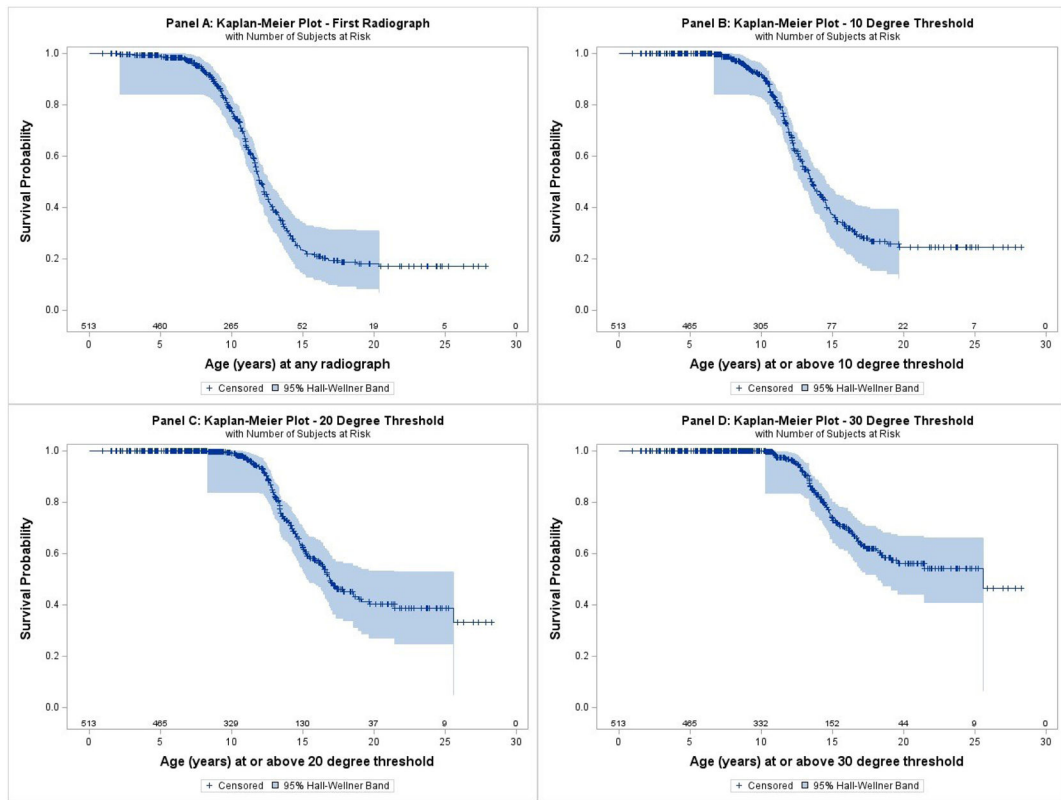 Panel A: Kaplan-Meier Plot - First Radiograph
with Number of Subjects at Risk
Survival Probability
1.0
0.8
0.6
0.4
0.2
0.0
513 460 265 52 19 5 0
0 5 10 15 20 25 30
Age (years) at any radiograph
+ Censored 95% Hall-Wellner Band
Panel B: Kaplan-Meier Plot - 10 Degree Threshold
with Number of Subjects at Risk
Survival Probability
1.0
0.8
0.6
0.4
0.2
0.0
513 465 305 77 22 7 0
0 5 10 15 20 25 30
Age (years) at or above 10 degree threshold
+ Censored 95% Hall-Wellner Band
Panel C: Kaplan-Meier Plot - 20 Degree Threshold
with Number of Subjects at Risk
Survival Probability
1.0
0.8
0.6
0.4
0.2
0.0
513 465 329 130 37 9 0
0 5 10 15 20 25 30
Age (years) at or above 20 degree threshold
+ Censored 95% Hall-Wellner Band
Panel D: Kaplan-Meier Plot - 30 Degree Threshold
with Number of Subjects at Risk
Survival Probability
1.0
0.8
0.6
0.4
0.2
0.0
513 465 332 152 44 9 0
0 5 10 15 20 25 30
Age (years) at or above 30 degree threshold
+ Censored 95% Hall-Wellner Band